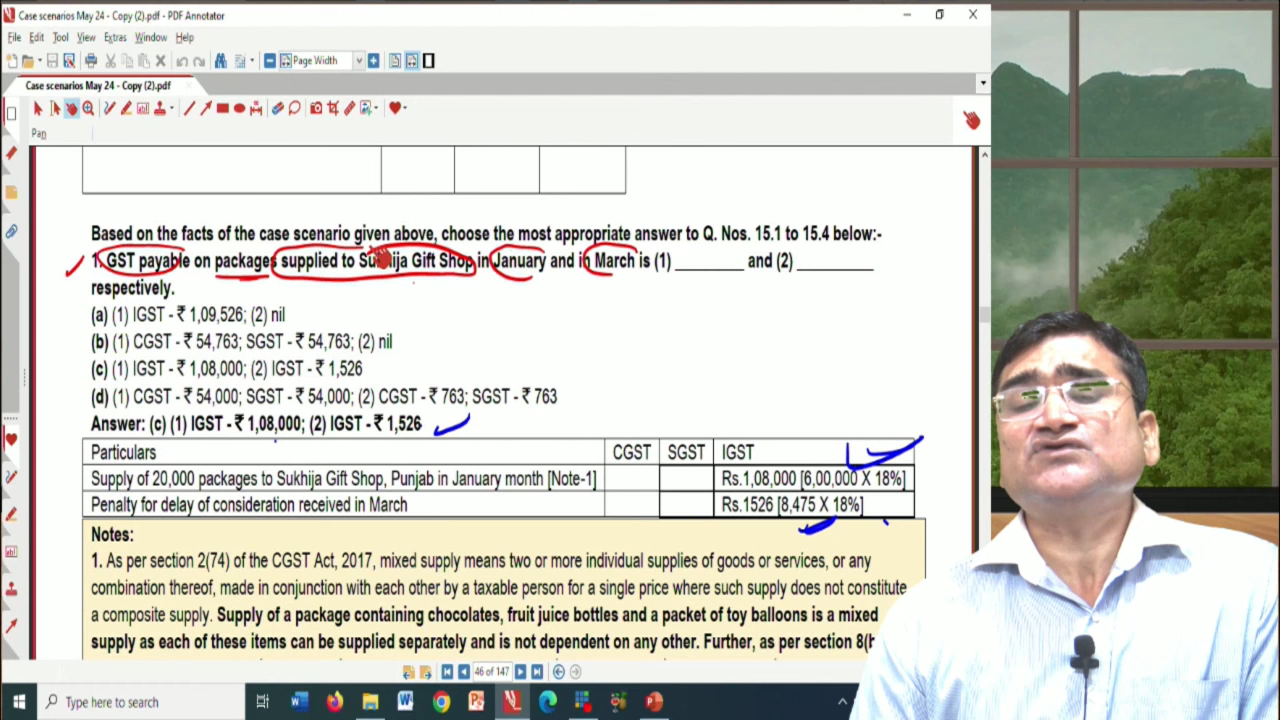 Case scenarios May 24 - Copy (2).pdf - PDF Annotator
File Edit Tool View Extras Window Help
Page Width
Case scenarios May 24 - Copy (2).pdf
Pan
Based on the facts of the case scenario given above, choose the most appropriate answer to Q. Nos. 15.1 to 15.4 below:-
1. GST payable on packages supplied to Sukhija Gift Shop in January and in March is (1) ________ and (2) _________
respectively.
(a) (1) IGST - ₹ 1,09,526; (2) nil
(b) (1) CGST - ₹ 54,763; SGST - ₹ 54,763; (2) nil
(c) (1) IGST - ₹ 1,08,000; (2) IGST - ₹ 1,526
(d) (1) CGST - ₹ 54,000; SGST - ₹ 54,000; (2) CGST - ₹ 763; SGST - ₹ 763
Answer: (c) (1) IGST - ₹ 1,08,000; (2) IGST - ₹ 1,526
Particulars CGST SGST IGST
Supply of 20,000 packages to Sukhija Gift Shop, Punjab in January month [Note-1] Rs.1,08,000 [6,00,000 X 18%]
Penalty for delay of consideration received in March Rs.1526 [8,475 X 18%]
Notes:
1. As per section 2(74) of the CGST Act, 2017, mixed supply means two or more individual supplies of goods or services, or any
combination thereof, made in conjunction with each other by a taxable person for a single price where such supply does not constitute
a composite supply. Supply of a package containing chocolates, fruit juice bottles and a packet of toy balloons is a mixed
supply as each of these items can be supplied separately and is not dependent on any other. Further, as per section 8(b
46 of 147
Type here to search